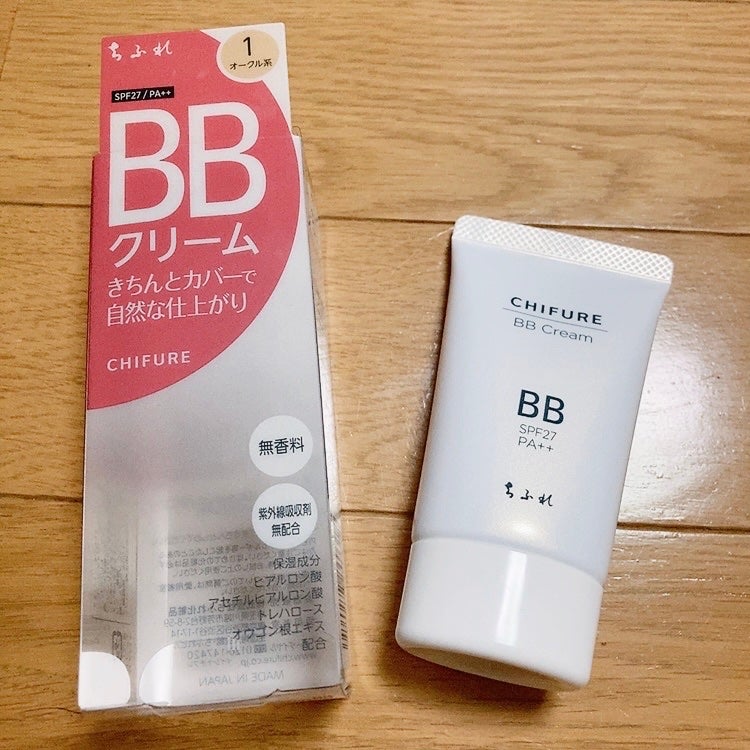 ちふれ
1
オークル系
SPF27 / PA++
BB
クリーム
きちんとカバーで
自然な仕上がり
CHIFURE
無香料
紫外線吸収剤
無配合
保湿成分
ヒアルロン酸
アセチルヒアルロン酸
トレハロース
オウゴン根エキス
配合
MADE IN JAPAN
CHIFURE
BB Cream
BB
SPF27
PA++
ちふれ